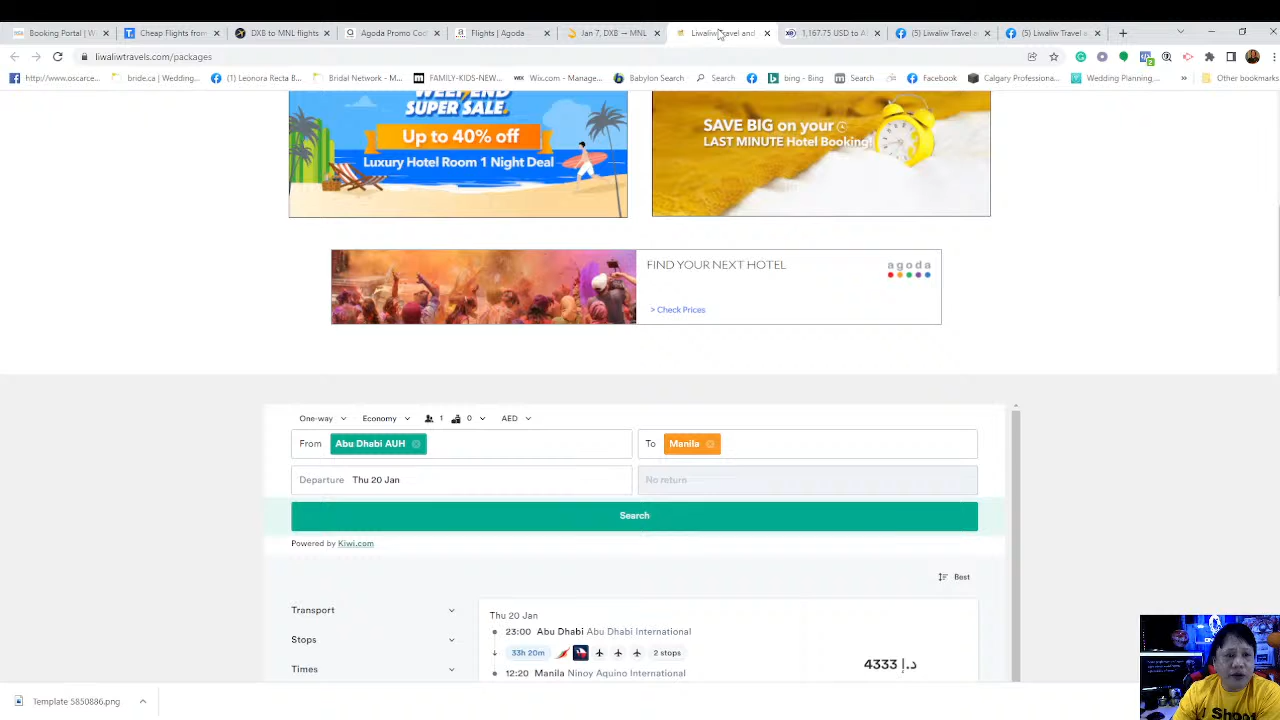 Booking Portal | W
Cheap Flights from
DXB to MNL flights
Agoda Promo Cod
Flights | Agoda
Jan 7, DXB → MNL
Liwaliw Travel and
1,167.75 USD to A
(5) Liwaliw Travel a
(5) Liwaliw Travel a
liwaliwtravels.com/packages
http://www.oscarce...
bride.ca | Wedding...
(1) Leonora Recta B...
Bridal Network - M...
FAMILY-KIDS-NEW...
Wix.com - Manage...
Babylon Search
Search
bing - Bing
Search
Facebook
Calgary Professiona...
Wedding Planning,...
Other bookmarks
SUPER SALE.
Up to 40% off
Luxury Hotel Room 1 Night Deal
SAVE BIG on your
LAST MINUTE Hotel Booking!
FIND YOUR NEXT HOTEL
agoda
> Check Prices
One-way
Economy
1
0
AED
From Abu Dhabi AUH
To Manila
Departure Thu 20 Jan
No return
Search
Powered by Kiwi.com
Best
Transport
Stops
Times
Thu 20 Jan
23:00 Abu Dhabi Abu Dhabi International
33h 20m
2 stops
12:20 Manila Ninoy Aquino International
4333 د.إ
Template 5850886.png